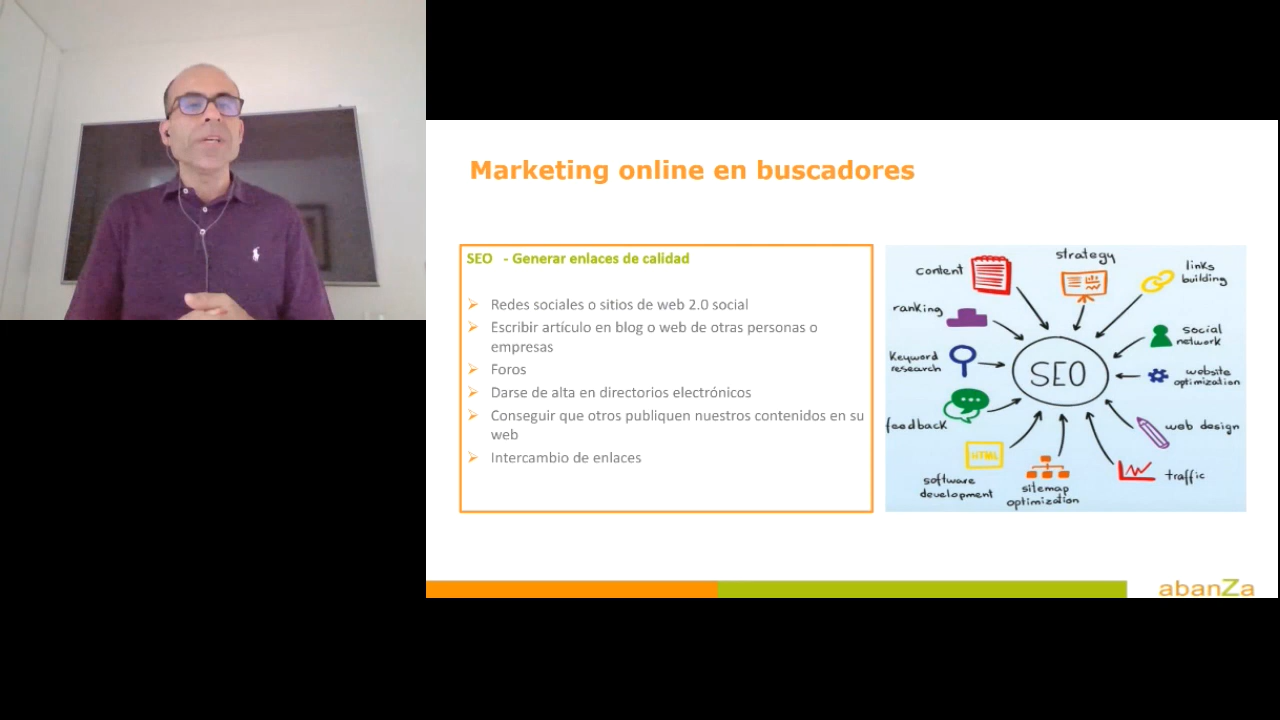 Marketing online en buscadores
SEO - Generar enlaces de calidad
Redes sociales o sitios de web 2.0 social
Escribir artículo en blog o web de otras personas o
empresas
Foros
Darse de alta en directorios electrónicos
Conseguir que otros publiquen nuestros contenidos en su
web
Intercambio de enlaces
strategy
content
links
building
ranking
social
network
Keyword
research
SEO
website
optimization
feedback
web design
HTML
software
development
sitemap
optimization
traffic
abanZa